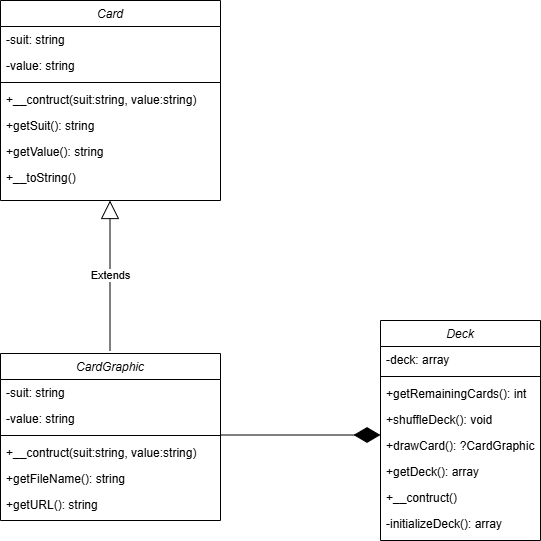 Card
-suit: string
-value: string
+__contruct(suit:string, value:string)
+getSuit(): string
+getValue(): string
+__toString()
Extends
CardGraphic
-suit: string
-value: string
+__contruct(suit:string, value:string)
+getFileName(): string
+getURL(): string
Deck
-deck: array
+getRemainingCards(): int
+shuffleDeck(): void
+drawCard(): ?CardGraphic
+getDeck(): array
+__contruct()
-initializeDeck(): array